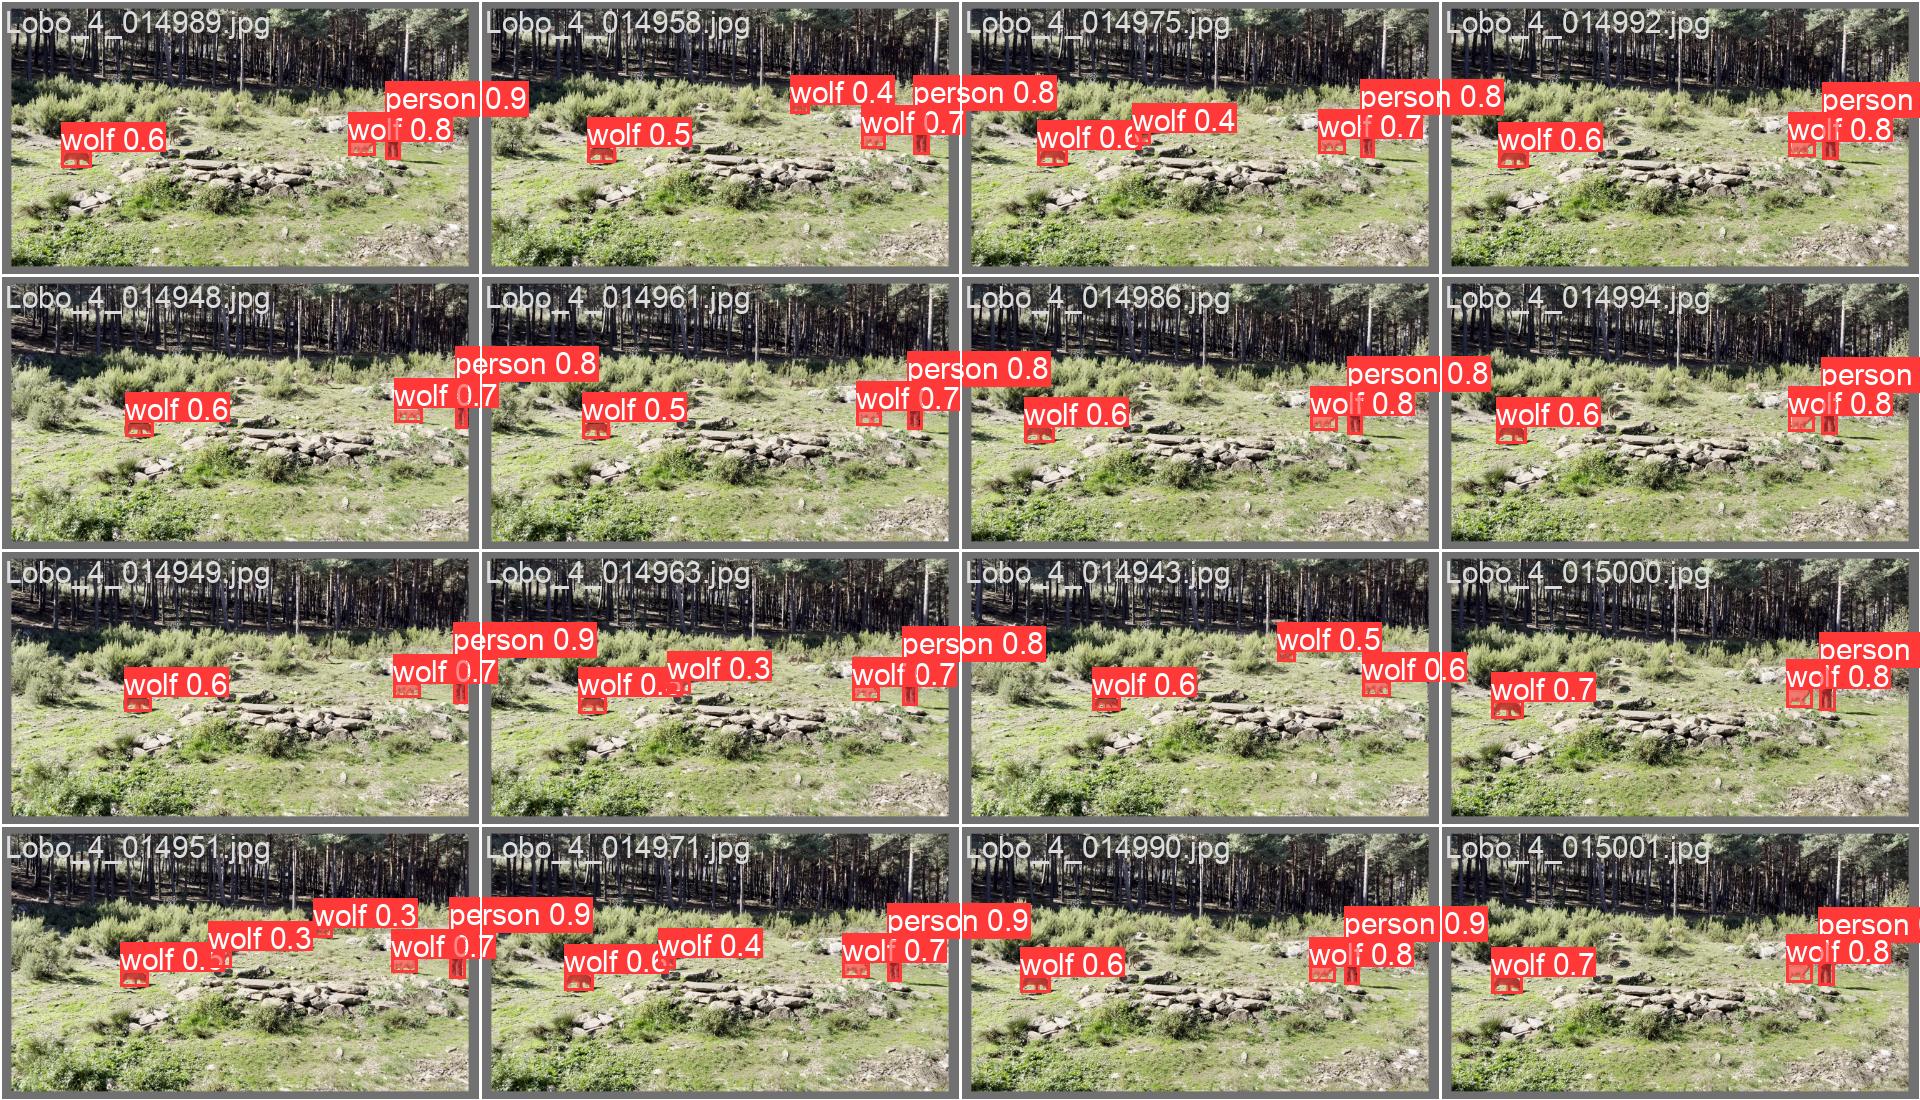 Lobo_4_014989.jpg
person 0.9
wolf 0.8
wolf 0.6
Lobo_4_014958.jpg
wolf 0.4
person 0.8
wolf 0.7
wolf 0.5
Lobo_4_014975.jpg
person 0.8
wolf 0.4
wolf 0.7
wolf 0.6
Lobo_4_014992.jpg
person
wolf 0.8
wolf 0.6
Lobo_4_014948.jpg
person 0.8
wolf 0.7
wolf 0.6
Lobo_4_014961.jpg
person 0.8
wolf 0.7
wolf 0.5
Lobo_4_014986.jpg
person 0.8
wolf 0.8
wolf 0.6
Lobo_4_014994.jpg
person
wolf 0.8
wolf 0.6
Lobo_4_014949.jpg
person 0.9
wolf 0.7
wolf 0.6
Lobo_4_014963.jpg
person 0.8
wolf 0.3
wolf 0.7
wolf
Lobo_4_014943.jpg
wolf 0.5
wolf 0.6
wolf 0.6
Lobo_4_015000.jpg
person
wolf 0.8
wolf 0.7
Lobo_4_014951.jpg
wolf 0.3
person 0.9
wolf 0.3
wolf 0.7
wolf
Lobo_4_014971.jpg
person 0.9
wolf 0.4
wolf 0.7
wolf 0.6
Lobo_4_014990.jpg
person 0.9
wolf 0.8
wolf 0.6
Lobo_4_015001.jpg
person
wolf 0.8
wolf 0.7